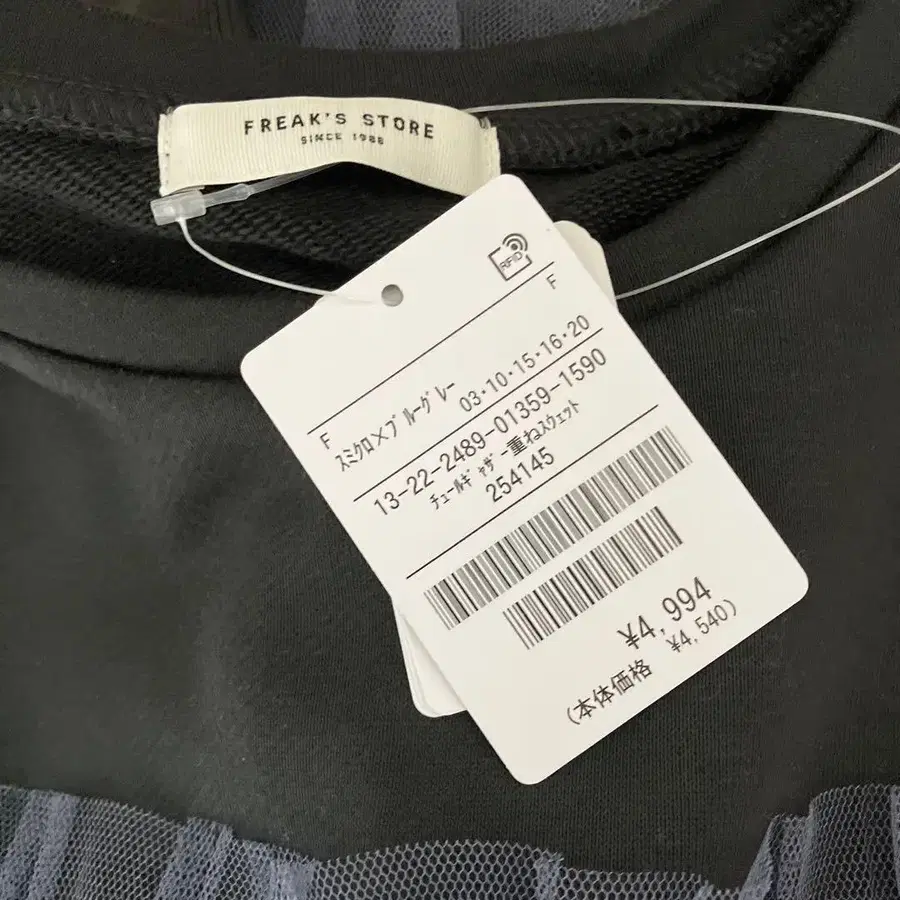 FREAK'S STORE
SINCE 1986
RFID
F F
スミクロ×ブルーグレー 03・10・15・16・20
13-22-2489-01359-1590
チュールギャザー重ねスウェット
254145
¥4,994
(本体価格 ¥4,540)